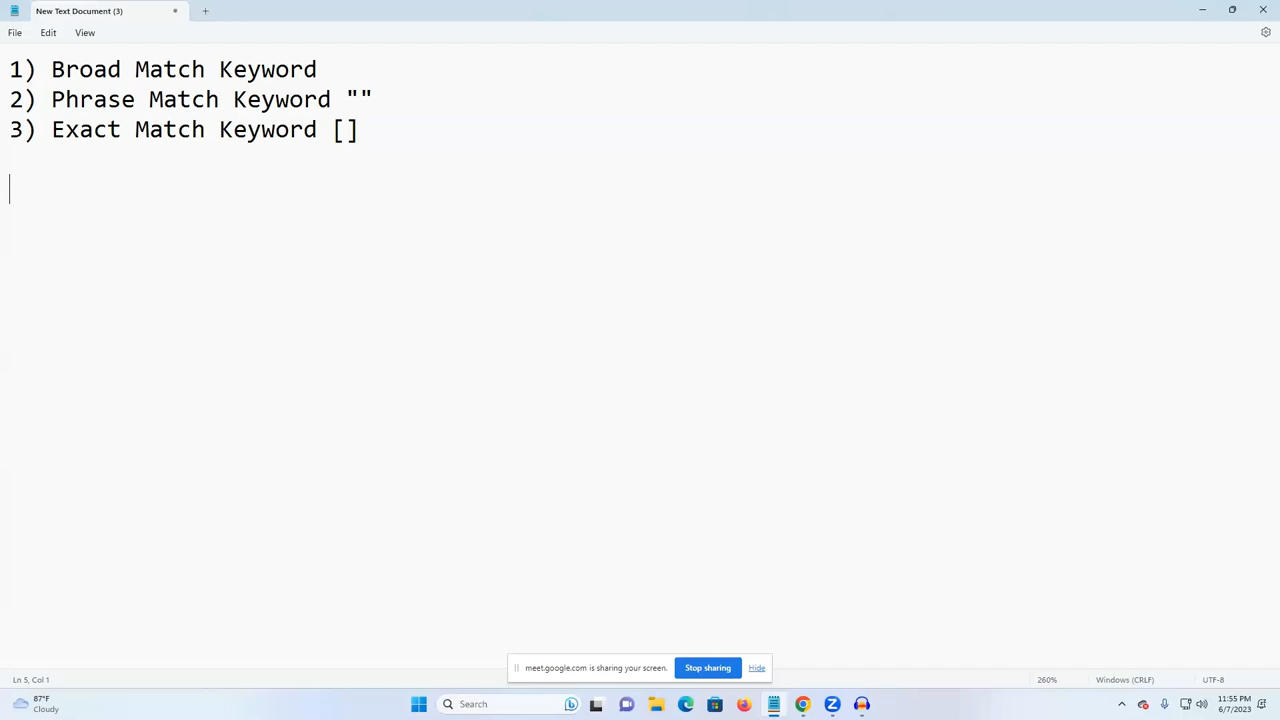 New Text Document (3)
File Edit View
1) Broad Match Keyword
2) Phrase Match Keyword ""
3) Exact Match Keyword []
meet.google.com is sharing your screen. Stop sharing Hide
Ln 5, Col 1 260% Windows (CRLF) UTF-8
87°F
Cloudy
Search
11:55 PM
6/7/2023